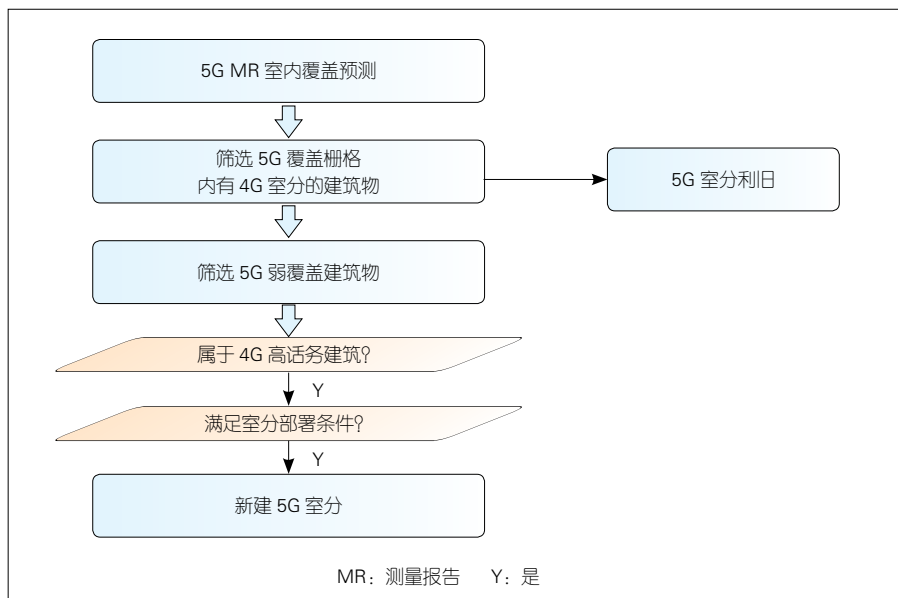 5G MR 室内覆盖预测
筛选 5G 覆盖栅格
内有 4G 室分的建筑物
5G 室分利旧
筛选 5G 弱覆盖建筑物
属于 4G 高话务建筑？
Y
满足室分部署条件？
Y
新建 5G 室分
MR：测量报告 Y：是